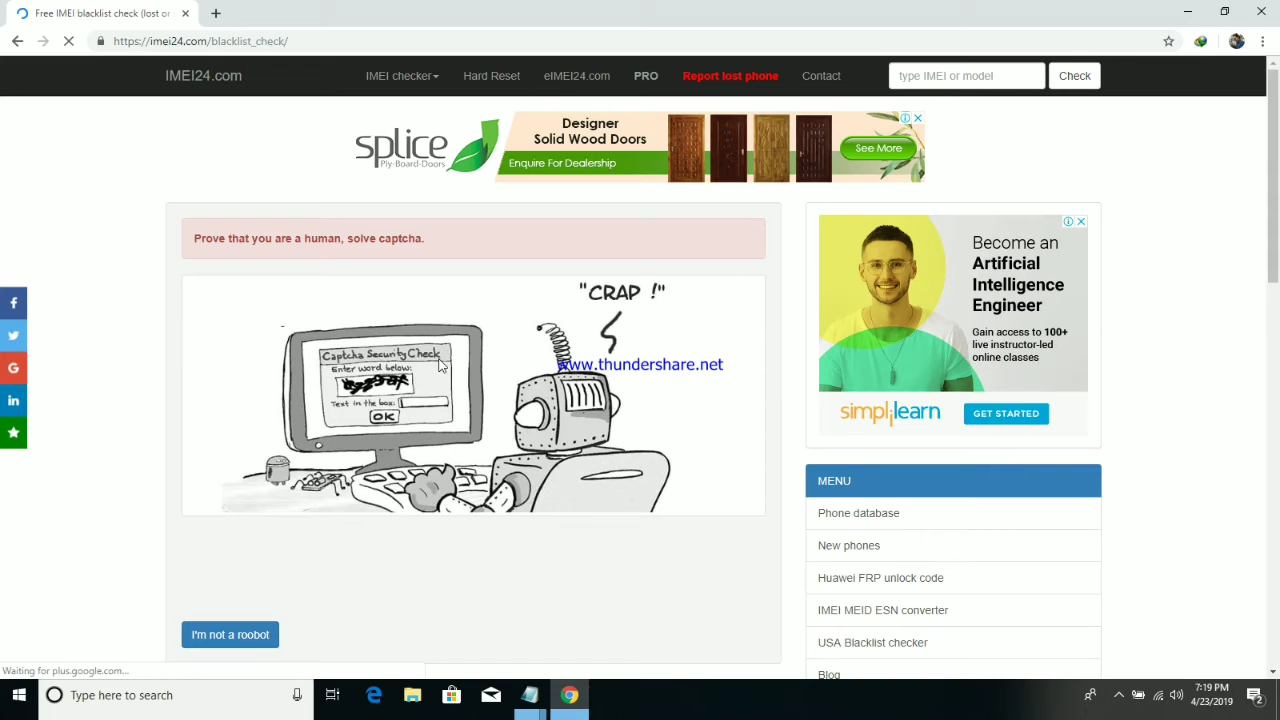 Free IMEI blacklist check (lost or
https://imei24.com/blacklist_check/
IMEI24.com
IMEI checker
Hard Reset
eIMEI24.com
PRO
Report lost phone
Contact
type IMEI or model
Check
splice
Ply-Board-Doors
Designer
Solid Wood Doors
Enquire For Dealership
See More
Prove that you are a human, solve captcha.
"CRAP !"
Captcha Security Check
Enter word below:
Text in the box:
OK
www.thundershare.net
I'm not a roobot
Become an
Artificial
Intelligence
Engineer
Gain access to 100+
live instructor-led
online classes
simplilearn
GET STARTED
MENU
Phone database
New phones
Huawei FRP unlock code
IMEI MEID ESN converter
USA Blacklist checker
Blog
f
G
in
Waiting for plus.google.com...
Type here to search
7:19 PM
4/23/2019
2